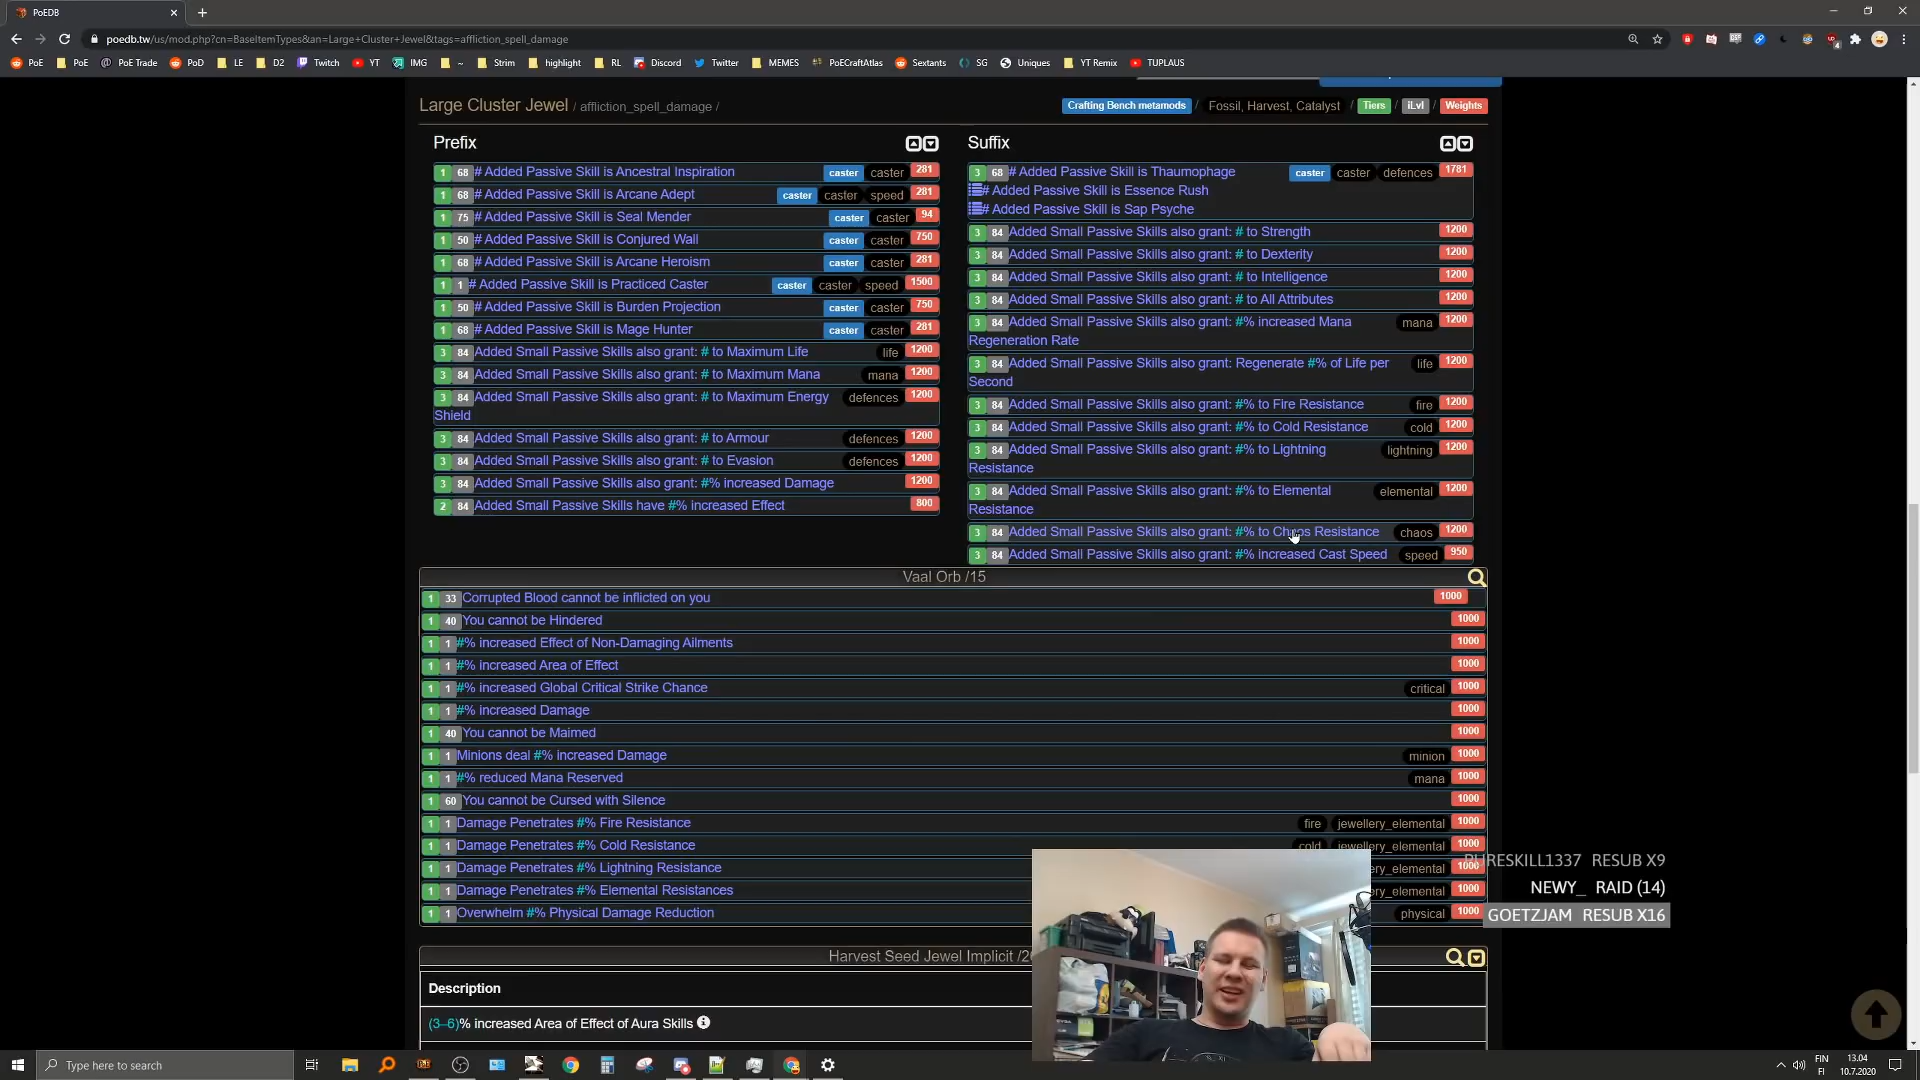 PoEDB
poedb.tw/us/mod.php?cn=BaseItemTypes&an=Large+Cluster+Jewel&tags=affliction_spell_damage
PoE PoE PoE Trade PoD LE D2 Twitch YT IMG ~ Strim highlight RL Discord Twitter MEMES PoECraftAtlas Sextants SG Uniques YT Remix TUPLAUS
Large Cluster Jewel / affliction_spell_damage /
Crafting Bench metamods / Fossil, Harvest, Catalyst / Tiers / iLvl / Weights
Prefix
1 68 # Added Passive Skill is Ancestral Inspiration caster caster 281
1 68 # Added Passive Skill is Arcane Adept caster caster speed 281
1 75 # Added Passive Skill is Seal Mender caster caster 94
1 50 # Added Passive Skill is Conjured Wall caster caster 750
1 68 # Added Passive Skill is Arcane Heroism caster caster 281
1 1 # Added Passive Skill is Practiced Caster caster caster speed 1500
1 50 # Added Passive Skill is Burden Projection caster caster 750
1 68 # Added Passive Skill is Mage Hunter caster caster 281
3 84 Added Small Passive Skills also grant: # to Maximum Life life 1200
3 84 Added Small Passive Skills also grant: # to Maximum Mana mana 1200
3 84 Added Small Passive Skills also grant: # to Maximum Energy defences 1200
Shield
3 84 Added Small Passive Skills also grant: # to Armour defences 1200
3 84 Added Small Passive Skills also grant: # to Evasion defences 1200
3 84 Added Small Passive Skills also grant: #% increased Damage 1200
2 84 Added Small Passive Skills have #% increased Effect 800
Suffix
3 68 # Added Passive Skill is Thaumophage caster caster defences 1781
# Added Passive Skill is Essence Rush
# Added Passive Skill is Sap Psyche
3 84 Added Small Passive Skills also grant: # to Strength 1200
3 84 Added Small Passive Skills also grant: # to Dexterity 1200
3 84 Added Small Passive Skills also grant: # to Intelligence 1200
3 84 Added Small Passive Skills also grant: # to All Attributes 1200
3 84 Added Small Passive Skills also grant: #% increased Mana mana 1200
Regeneration Rate
3 84 Added Small Passive Skills also grant: Regenerate #% of Life per life 1200
Second
3 84 Added Small Passive Skills also grant: #% to Fire Resistance fire 1200
3 84 Added Small Passive Skills also grant: #% to Cold Resistance cold 1200
3 84 Added Small Passive Skills also grant: #% to Lightning lightning 1200
Resistance
3 84 Added Small Passive Skills also grant: #% to Elemental elemental 1200
Resistance
3 84 Added Small Passive Skills also grant: #% to Chaos Resistance chaos 1200
3 84 Added Small Passive Skills also grant: #% increased Cast Speed speed 950
Vaal Orb /15
1 33 Corrupted Blood cannot be inflicted on you 1000
1 40 You cannot be Hindered 1000
1 1 #% increased Effect of Non-Damaging Ailments 1000
1 1 #% increased Area of Effect 1000
1 1 #% increased Global Critical Strike Chance critical 1000
1 1 #% increased Damage 1000
1 40 You cannot be Maimed 1000
1 1 Minions deal #% increased Damage minion 1000
1 1 #% reduced Mana Reserved mana 1000
1 60 You cannot be Cursed with Silence 1000
1 1 Damage Penetrates #% Fire Resistance fire jewellery_elemental 1000
1 1 Damage Penetrates #% Cold Resistance cold jewellery_elemental 1000
1 1 Damage Penetrates #% Lightning Resistance ery_elemental 1000
1 1 Damage Penetrates #% Elemental Resistances ery_elemental 1000
1 1 Overwhelm #% Physical Damage Reduction physical 1000
RESUB X9
NEWY_ RAID (14)
GOETZJAM RESUB X16
Harvest Seed Jewel Implicit
Description
(3–6)% increased Area of Effect of Aura Skills
Type here to search
FIN
FI
13.04
10.7.2020